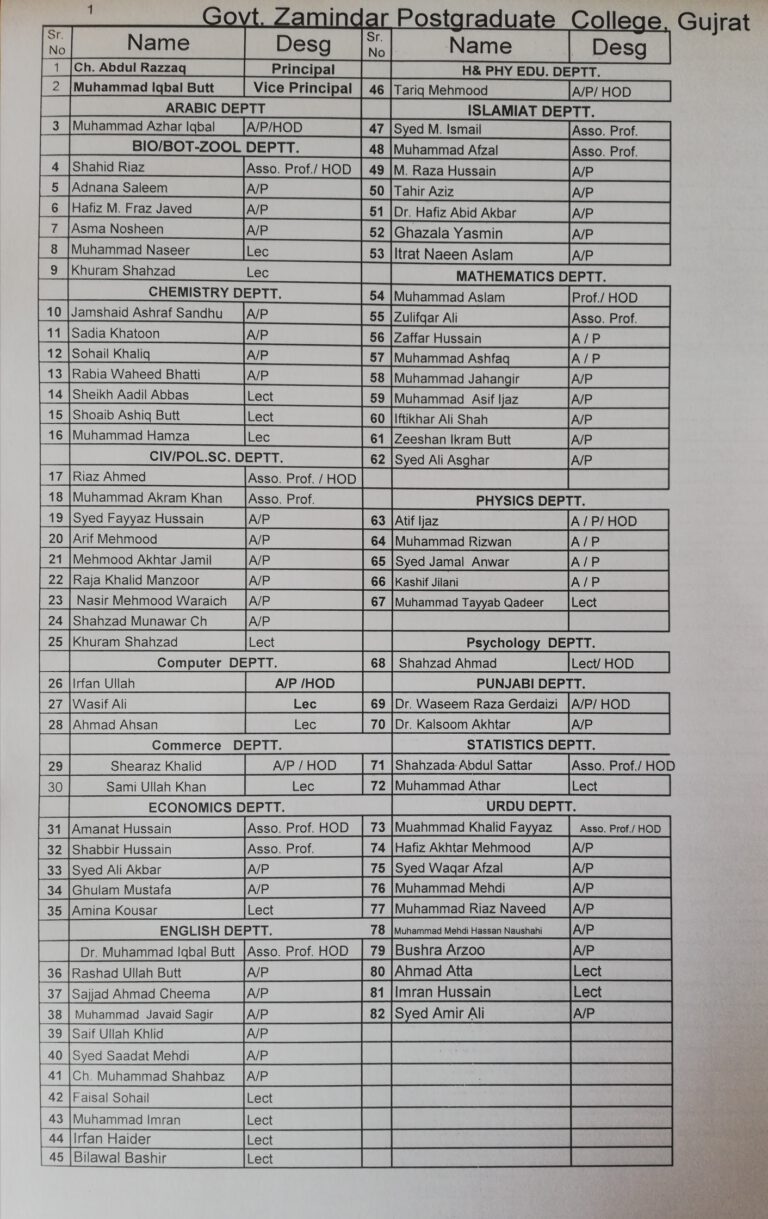 1
Govt. Zamindar Postgraduate College, Gujrat
Sr. No Name Desg
1 Ch. Abdul Razzaq Principal
2 Muhammad Iqbal Butt Vice Principal
ARABIC DEPTT
3 Muhammad Azhar Iqbal A/P/HOD
BIO/BOT-ZOOL DEPTT.
4 Shahid Riaz Asso. Prof./ HOD
5 Adnana Saleem A/P
6 Hafiz M. Fraz Javed A/P
7 Asma Nosheen A/P
8 Muhammad Naseer Lec
9 Khuram Shahzad Lec
CHEMISTRY DEPTT.
10 Jamshaid Ashraf Sandhu A/P
11 Sadia Khatoon A/P
12 Sohail Khaliq A/P
13 Rabia Waheed Bhatti A/P
14 Sheikh Aadil Abbas Lect
15 Shoaib Ashiq Butt Lect
16 Muhammad Hamza Lec
CIV/POL.SC. DEPTT.
17 Riaz Ahmed Asso. Prof. / HOD
18 Muhammad Akram Khan Asso. Prof.
19 Syed Fayyaz Hussain A/P
20 Arif Mehmood A/P
21 Mehmood Akhtar Jamil A/P
22 Raja Khalid Manzoor A/P
23 Nasir Mehmood Waraich A/P
24 Shahzad Munawar Ch A/P
25 Khuram Shahzad Lect
Computer DEPTT.
26 Irfan Ullah A/P /HOD
27 Wasif Ali Lec
28 Ahmad Ahsan Lec
Commerce DEPTT.
29 Shearaz Khalid A/P / HOD
30 Sami Ullah Khan Lec
ECONOMICS DEPTT.
31 Amanat Hussain Asso. Prof. HOD
32 Shabbir Hussain Asso. Prof.
33 Syed Ali Akbar A/P
34 Ghulam Mustafa A/P
35 Amina Kousar Lect
ENGLISH DEPTT.
Dr. Muhammad Iqbal Butt Asso. Prof. HOD
36 Rashad Ullah Butt A/P
37 Sajjad Ahmad Cheema A/P
38 Muhammad Javaid Sagir A/P
39 Saif Ullah Khlid A/P
40 Syed Saadat Mehdi A/P
41 Ch. Muhammad Shahbaz A/P
42 Faisal Sohail Lect
43 Muhammad Imran Lect
44 Irfan Haider Lect
45 Bilawal Bashir Lect
Sr. No Name Desg
H& PHY EDU. DEPTT.
46 Tariq Mehmood A/P/ HOD
ISLAMIAT DEPTT.
47 Syed M. Ismail Asso. Prof.
48 Muhammad Afzal Asso. Prof.
49 M. Raza Hussain A/P
50 Tahir Aziz A/P
51 Dr. Hafiz Abid Akbar A/P
52 Ghazala Yasmin A/P
53 Itrat Naeen Aslam A/P
MATHEMATICS DEPTT.
54 Muhammad Aslam Prof./ HOD
55 Zulifqar Ali Asso. Prof.
56 Zaffar Hussain A / P
57 Muhammad Ashfaq A / P
58 Muhammad Jahangir A/P
59 Muhammad Asif Ijaz A/P
60 Iftikhar Ali Shah A/P
61 Zeeshan Ikram Butt A/P
62 Syed Ali Asghar A/P
PHYSICS DEPTT.
63 Atif Ijaz A / P/ HOD
64 Muhammad Rizwan A / P
65 Syed Jamal Anwar A / P
66 Kashif Jilani A / P
67 Muhammad Tayyab Qadeer Lect
Psychology DEPTT.
68 Shahzad Ahmad Lect/ HOD
PUNJABI DEPTT.
69 Dr. Waseem Raza Gerdaizi A/P/ HOD
70 Dr. Kalsoom Akhtar A/P
STATISTICS DEPTT.
71 Shahzada Abdul Sattar Asso. Prof./ HOD
72 Muhammad Athar Lect
URDU DEPTT.
73 Muahmmad Khalid Fayyaz Asso. Prof./ HOD
74 Hafiz Akhtar Mehmood A/P
75 Syed Waqar Afzal A/P
76 Muhammad Mehdi A/P
77 Muhammad Riaz Naveed A/P
78 Muhammad Mehdi Hassan Naushahi A/P
79 Bushra Arzoo A/P
80 Ahmad Atta Lect
81 Imran Hussain Lect
82 Syed Amir Ali A/P